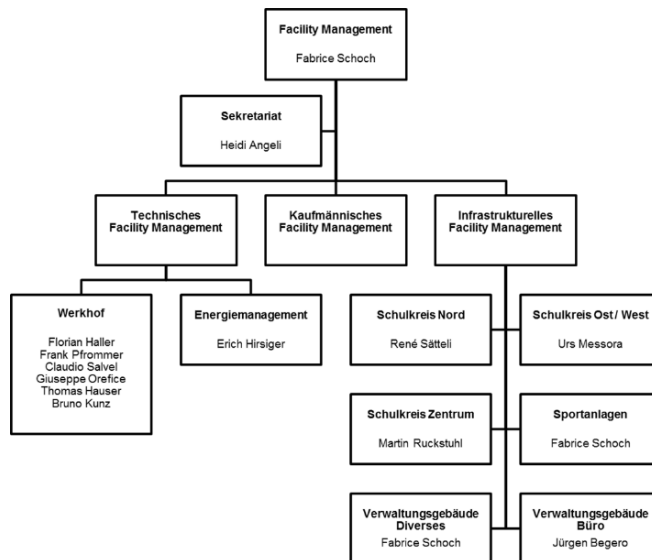 Facility Management
Fabrice Schoch
Sekretariat
Heidi Angeli
Technisches
Facility Management
Kaufmännisches
Facility Management
Infrastrukturelles
Facility Management
Werkhof
Florian Haller
Frank Pfrommer
Claudio Salvel
Giuseppe Orefice
Thomas Hauser
Bruno Kunz
Energiemanagement
Erich Hirsiger
Schulkreis Nord
René Sätteli
Schulkreis Ost / West
Urs Messora
Schulkreis Zentrum
Martin Ruckstuhl
Sportanlagen
Fabrice Schoch
Verwaltungsgebäude
Diverses
Fabrice Schoch
Verwaltungsgebäude
Büro
Jürgen Begero